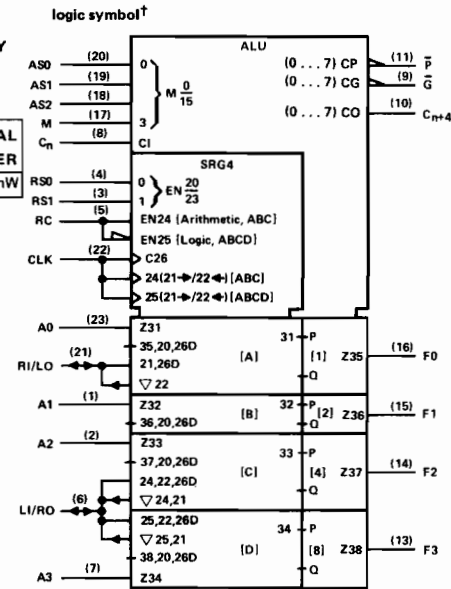 logic symbol†
Y
AL
ER
nW
ALU
AS0 (20) 0
AS1 (19)
AS2 (18)
M (17) 3
M 0/15
Cn (8) CI
(0 . . . 7) CP (11) P̅
(0 . . . 7) CG (9) G̅
(0 . . . 7) CO (10) Cn+4
SRG4
RS0 (4) 0
RS1 (3) 1
EN 20/23
RC (5) EN24 [Arithmetic, ABC]
EN25 [Logic, ABCD]
CLK (22) C26
24(21→/22←)[ABC]
25(21→/22←)[ABCD]
A0 (23) Z31
35,20,26D
RI/LO (21) 21,26D
▽ 22
[A]
31 P
Q
[1] Z35 (16) F0
A1 (1) Z32
36,20,26D
[B]
32 P
Q
[2] Z36 (15) F1
A2 (2) Z33
37,20,26D
24,22,26D
▽ 24,21
[C]
33 P
Q
[4] Z37 (14) F2
LI/RO (6)
25,22,26D
▽ 25,21
38,20,26D
A3 (7) Z34
[D]
34 P
Q
[8] Z38 (13) F3